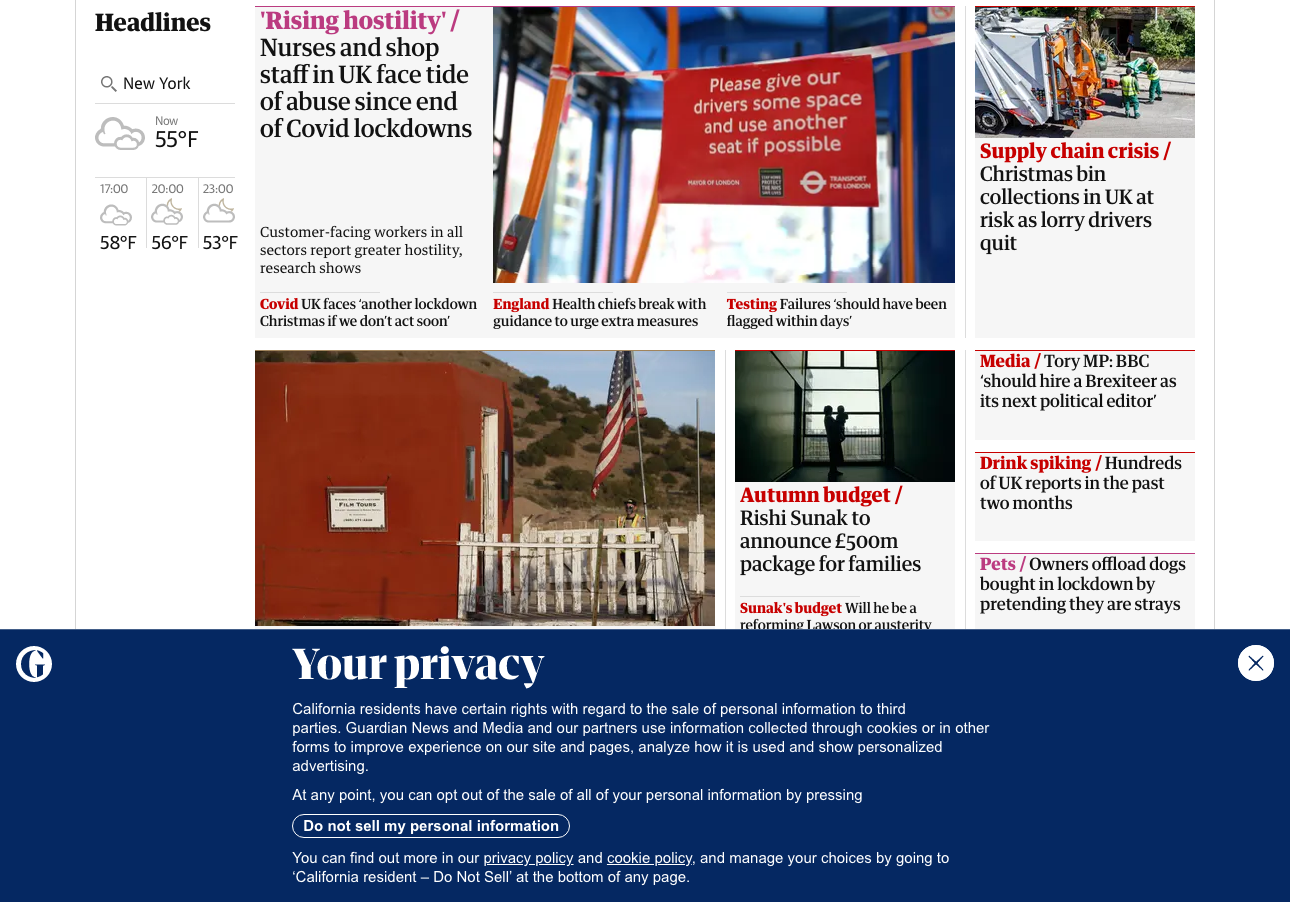 Headlines
New York
Now
55°F
17:00
20:00
23:00
58°F
56°F
53°F
'Rising hostility' /
Nurses and shop
staff in UK face tide
of abuse since end
of Covid lockdowns
Customer-facing workers in all
sectors report greater hostility,
research shows
Please give our
drivers some space
and use another
seat if possible
MAYOR OF LONDON
TRANSPORT
FOR LONDON
Covid UK faces ‘another lockdown
Christmas if we don’t act soon’
England Health chiefs break with
guidance to urge extra measures
Testing Failures ‘should have been
flagged within days’
Supply chain crisis /
Christmas bin
collections in UK at
risk as lorry drivers
quit
FILM TOURS
Autumn budget /
Rishi Sunak to
announce £500m
package for families
Sunak's budget Will he be a
reforming Lawson or austerity
Media / Tory MP: BBC
‘should hire a Brexiteer as
its next political editor’
Drink spiking / Hundreds
of UK reports in the past
two months
Pets / Owners offload dogs
bought in lockdown by
pretending they are strays
Your privacy
California residents have certain rights with regard to the sale of personal information to third
parties. Guardian News and Media and our partners use information collected through cookies or in other
forms to improve experience on our site and pages, analyze how it is used and show personalized
advertising.
At any point, you can opt out of the sale of all of your personal information by pressing
Do not sell my personal information
You can find out more in our privacy policy and cookie policy, and manage your choices by going to
‘California resident – Do Not Sell’ at the bottom of any page.